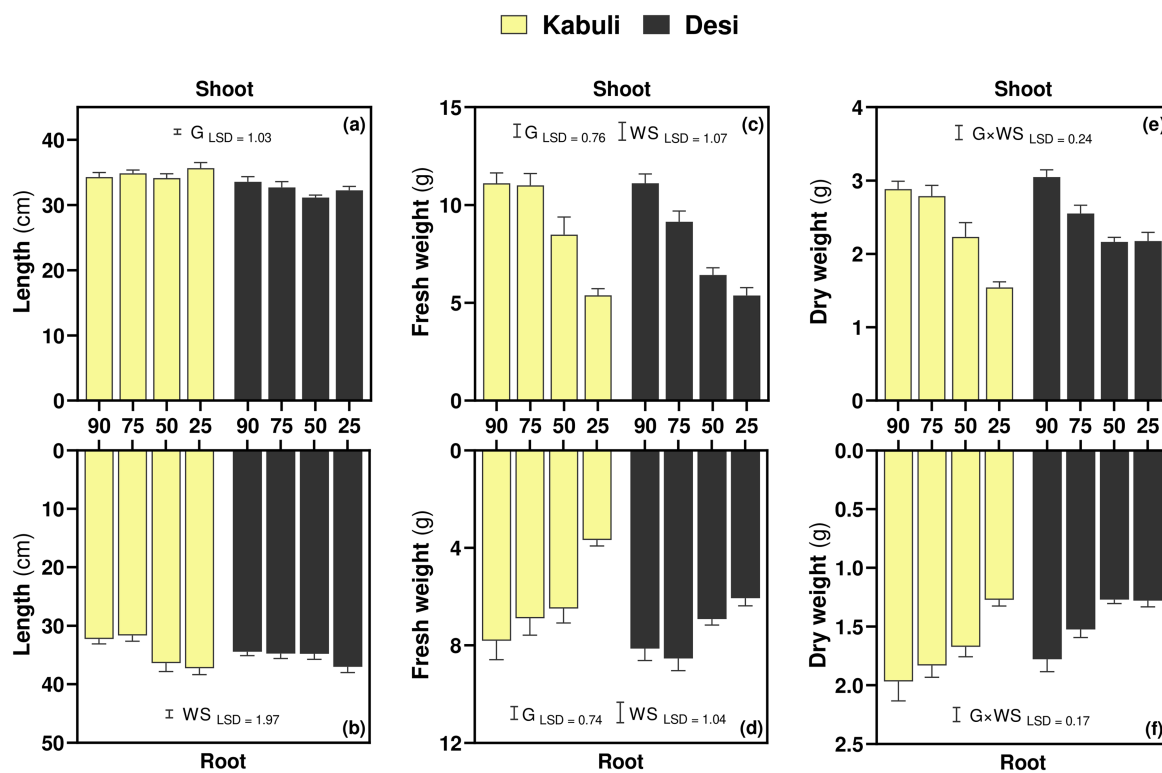 Kabuli Desi
Shoot Shoot Shoot
(a) G LSD = 1.03
Length (cm)
40
30
20
10
0
(c) G LSD = 0.76 WS LSD = 1.07
Fresh weight (g)
15
10
5
0
(e) G×WS LSD = 0.24
Dry weight (g)
4
3
2
1
0
90 75 50 25 90 75 50 25
90 75 50 25 90 75 50 25
90 75 50 25 90 75 50 25
Length (cm)
0
10
20
30
40
50
WS LSD = 1.97 (b)
Fresh weight (g)
0
4
8
12
G LSD = 0.74 WS LSD = 1.04 (d)
Dry weight (g)
0.0
0.5
1.0
1.5
2.0
2.5
G×WS LSD = 0.17 (f)
Root Root Root